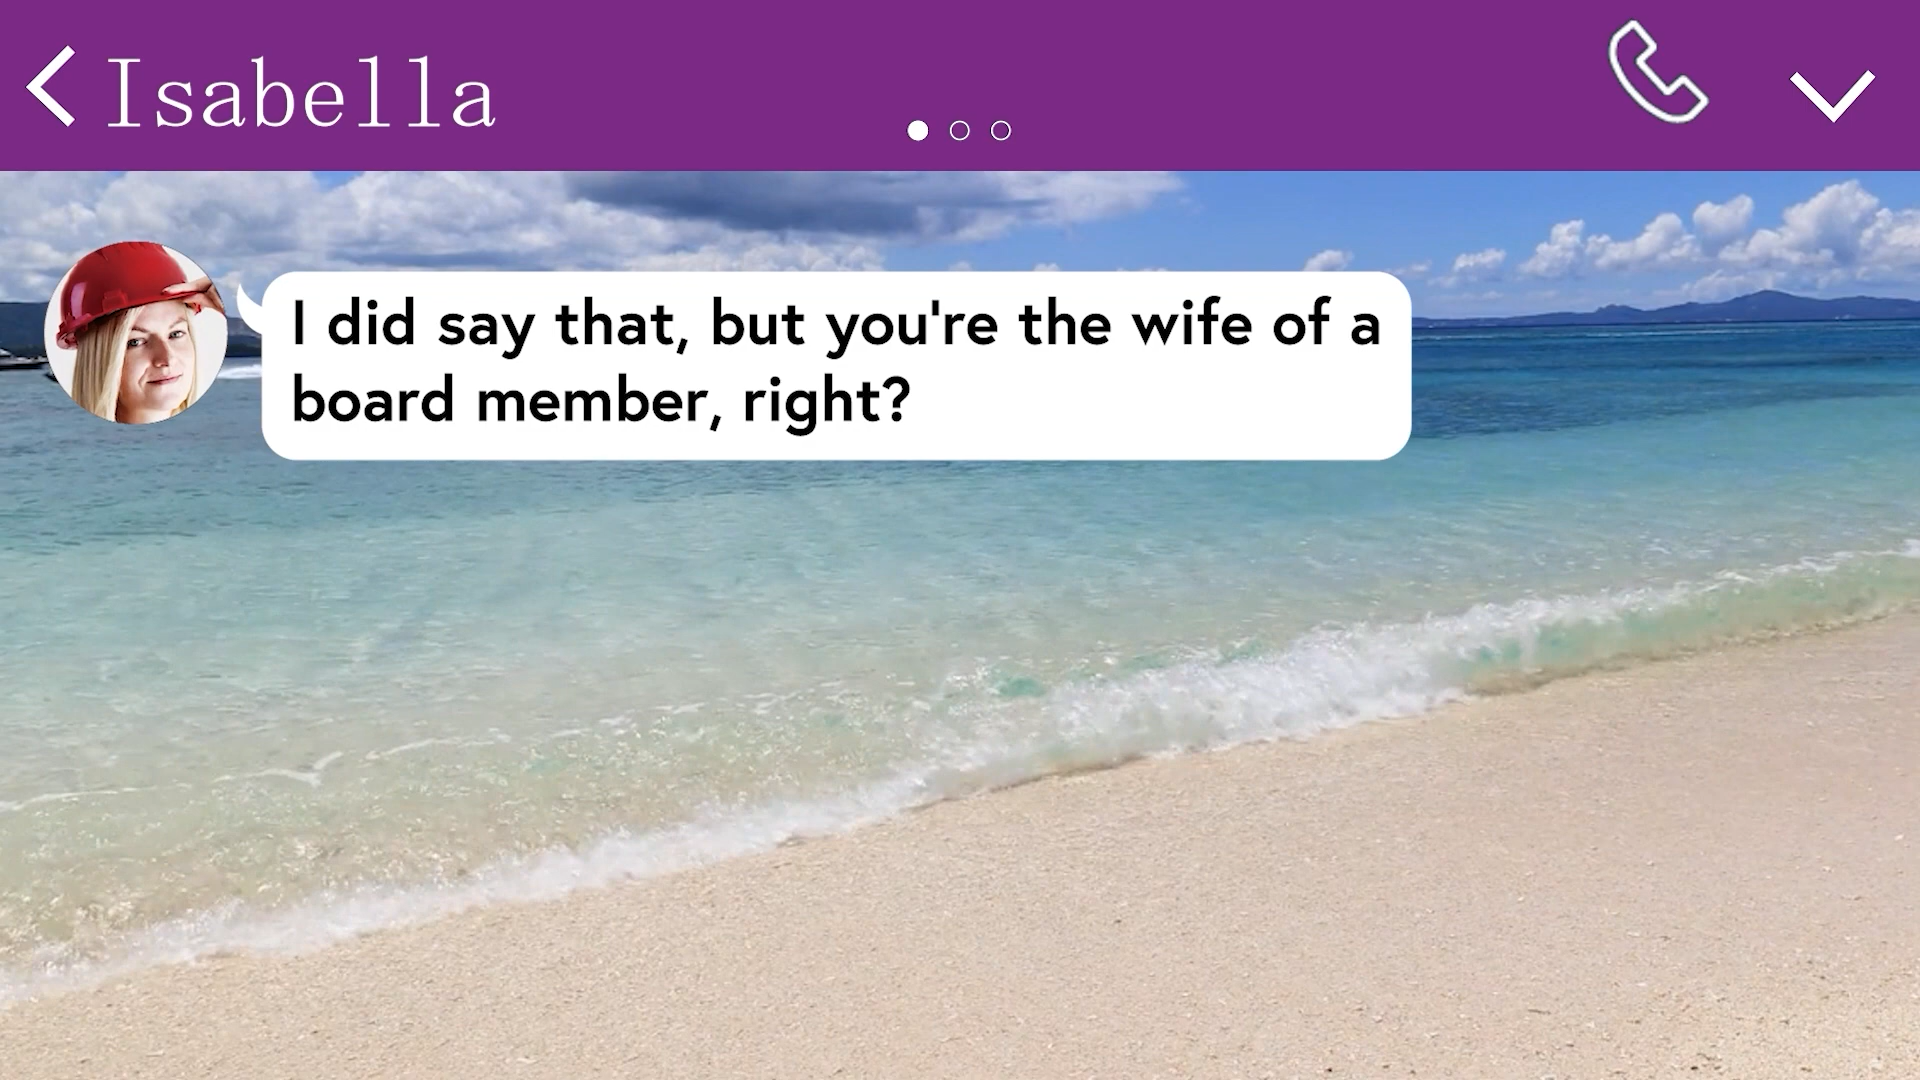 Isabella
I did say that, but you're the wife of a
board member, right?